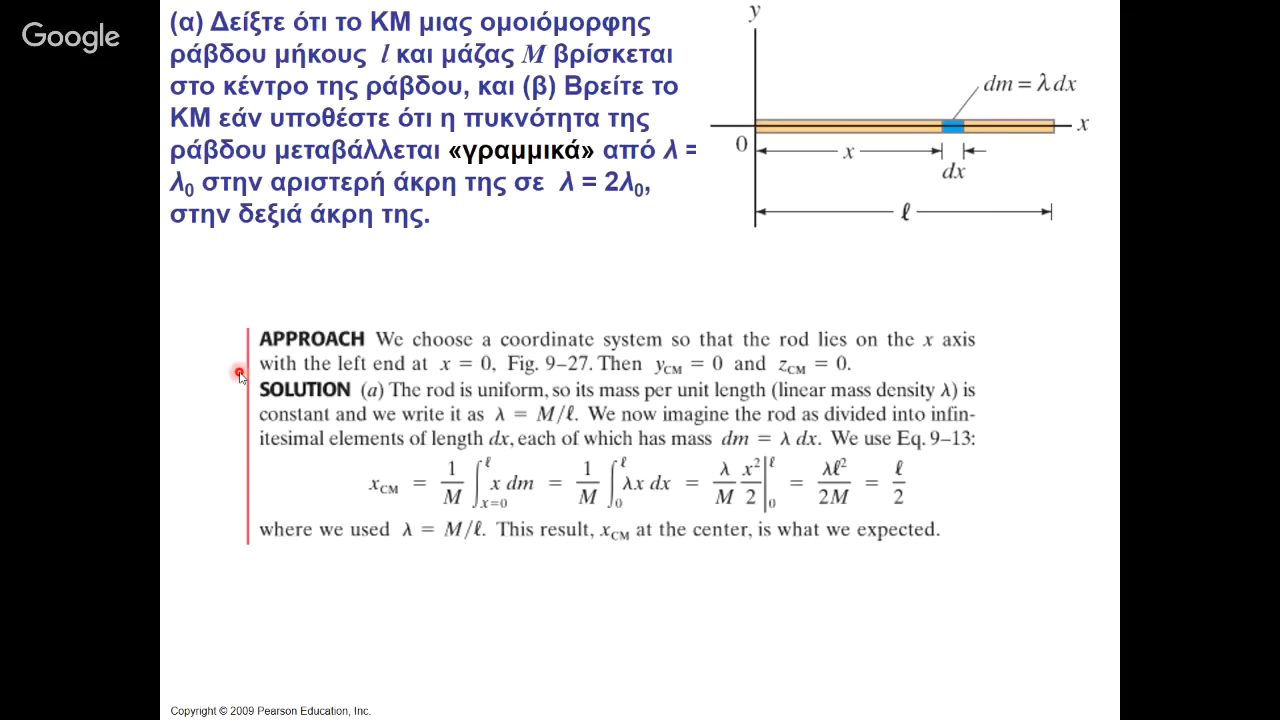 Google
(α) Δείξτε ότι το ΚΜ μιας ομοιόμορφης
ράβδου μήκους l και μάζας M βρίσκεται
στο κέντρο της ράβδου, και (β) Βρείτε το
ΚΜ εάν υποθέστε ότι η πυκνότητα της
ράβδου μεταβάλλεται «γραμμικά» από λ =
λ₀ στην αριστερή άκρη της σε λ = 2λ₀,
στην δεξιά άκρη της.
y
dm = λ dx
x
0
x
dx
ℓ
APPROACH We choose a coordinate system so that the rod lies on the x axis
with the left end at x = 0, Fig. 9–27. Then yCM = 0 and zCM = 0.
SOLUTION (a) The rod is uniform, so its mass per unit length (linear mass density λ) is
constant and we write it as λ = M/ℓ. We now imagine the rod as divided into infin-
itesimal elements of length dx, each of which has mass dm = λ dx. We use Eq. 9–13:
xCM = 1/M ∫x=0^ℓ x dm = 1/M ∫0^ℓ λx dx = λ/M x²/2 |0^ℓ = λℓ²/2M = ℓ/2
where we used λ = M/ℓ. This result, xCM at the center, is what we expected.
Copyright © 2009 Pearson Education, Inc.